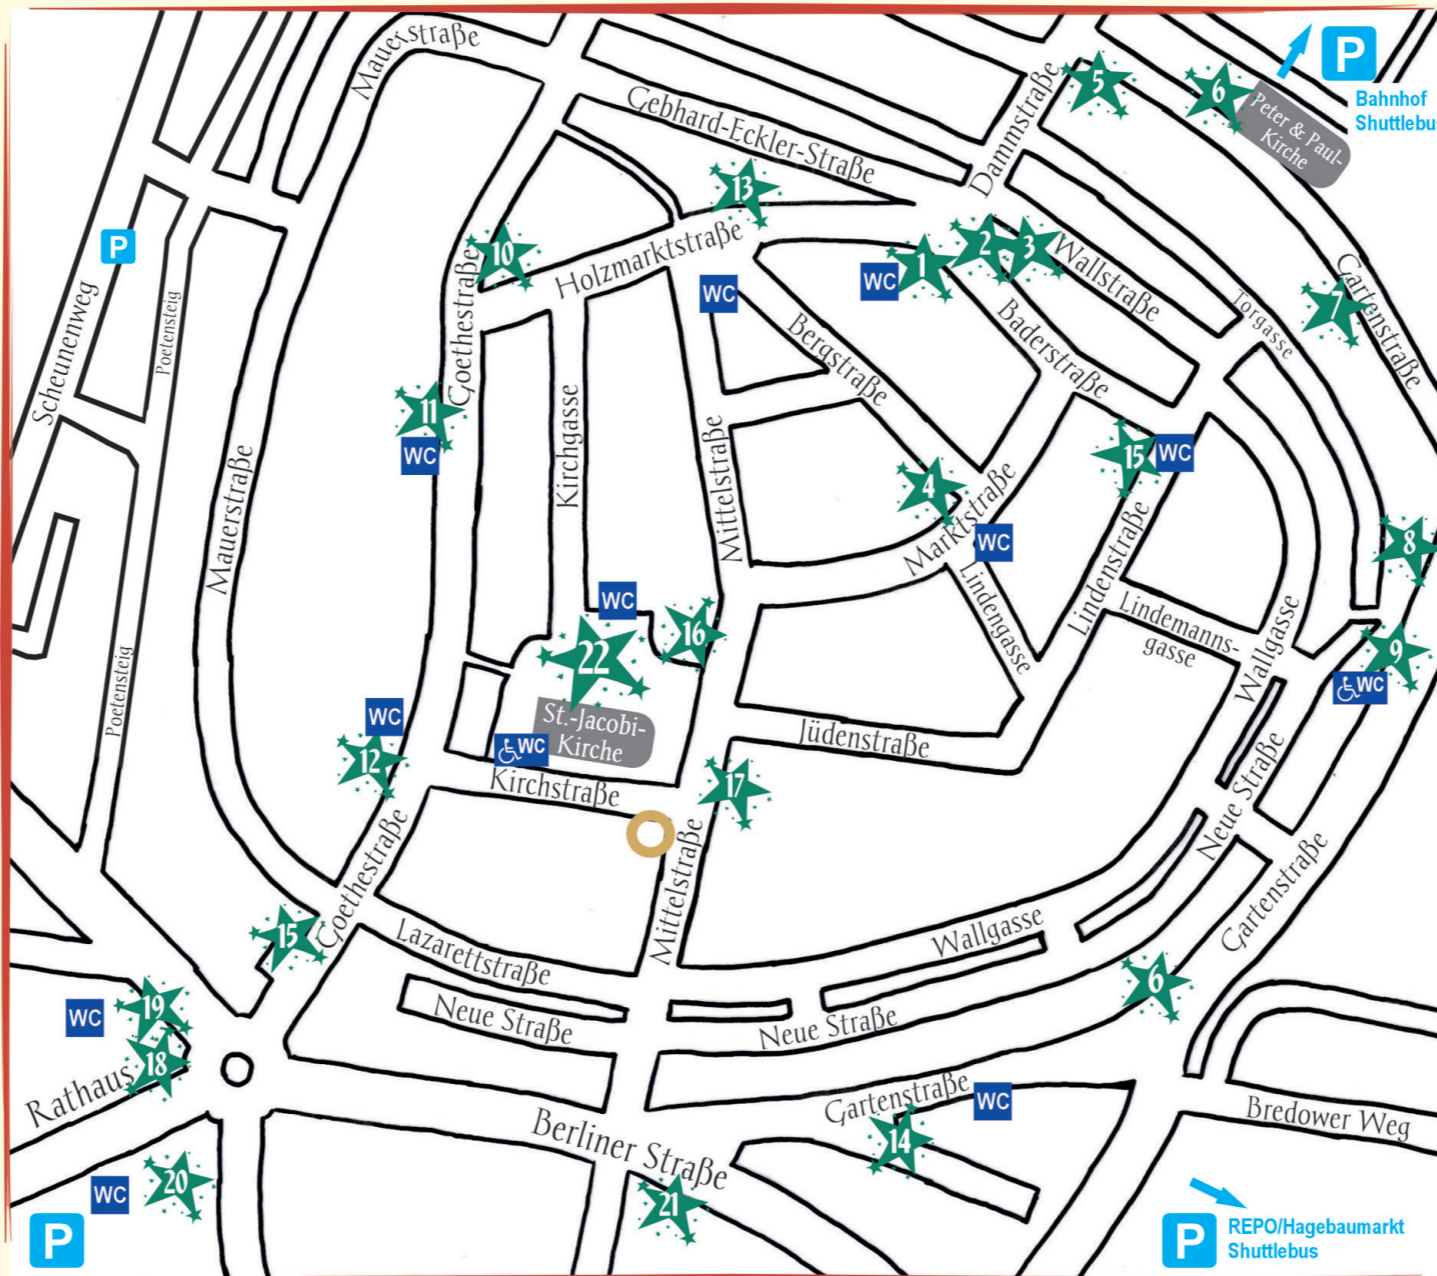 Mauerstraße
Gebhard-Eckler-Straße
Dammstraße
5
6
Peter & Paul-
Kirche
P
Bahnhof
Shuttlebus
13
10
Holzmarktstraße
Goethestraße
WC
WC
1
2
3
Wallstraße
Baderstraße
Torgasse
7
Gartenstraße
P
Scheunenweg
Poetensteig
Bergstraße
11
WC
Kirchgasse
Mittelstraße
Mauerstraße
4
Marktstraße
WC
15
WC
Lindenstraße
Lindengasse
Lindemanns-
gasse
8
Wallgasse
9
WC
WC
16
22
St.-Jacobi-
Kirche
WC
Kirchstraße
WC
12
Poetensteig
17
Jüdenstraße
Neue Straße
Gartenstraße
Goethestraße
15
Lazarettstraße
Mittelstraße
Wallgasse
Neue Straße
Neue Straße
6
19
WC
18
Rathaus
Berliner Straße
Gartenstraße
WC
14
Bredower Weg
20
WC
P
21
P
REPO/Hagebaumarkt
Shuttlebus